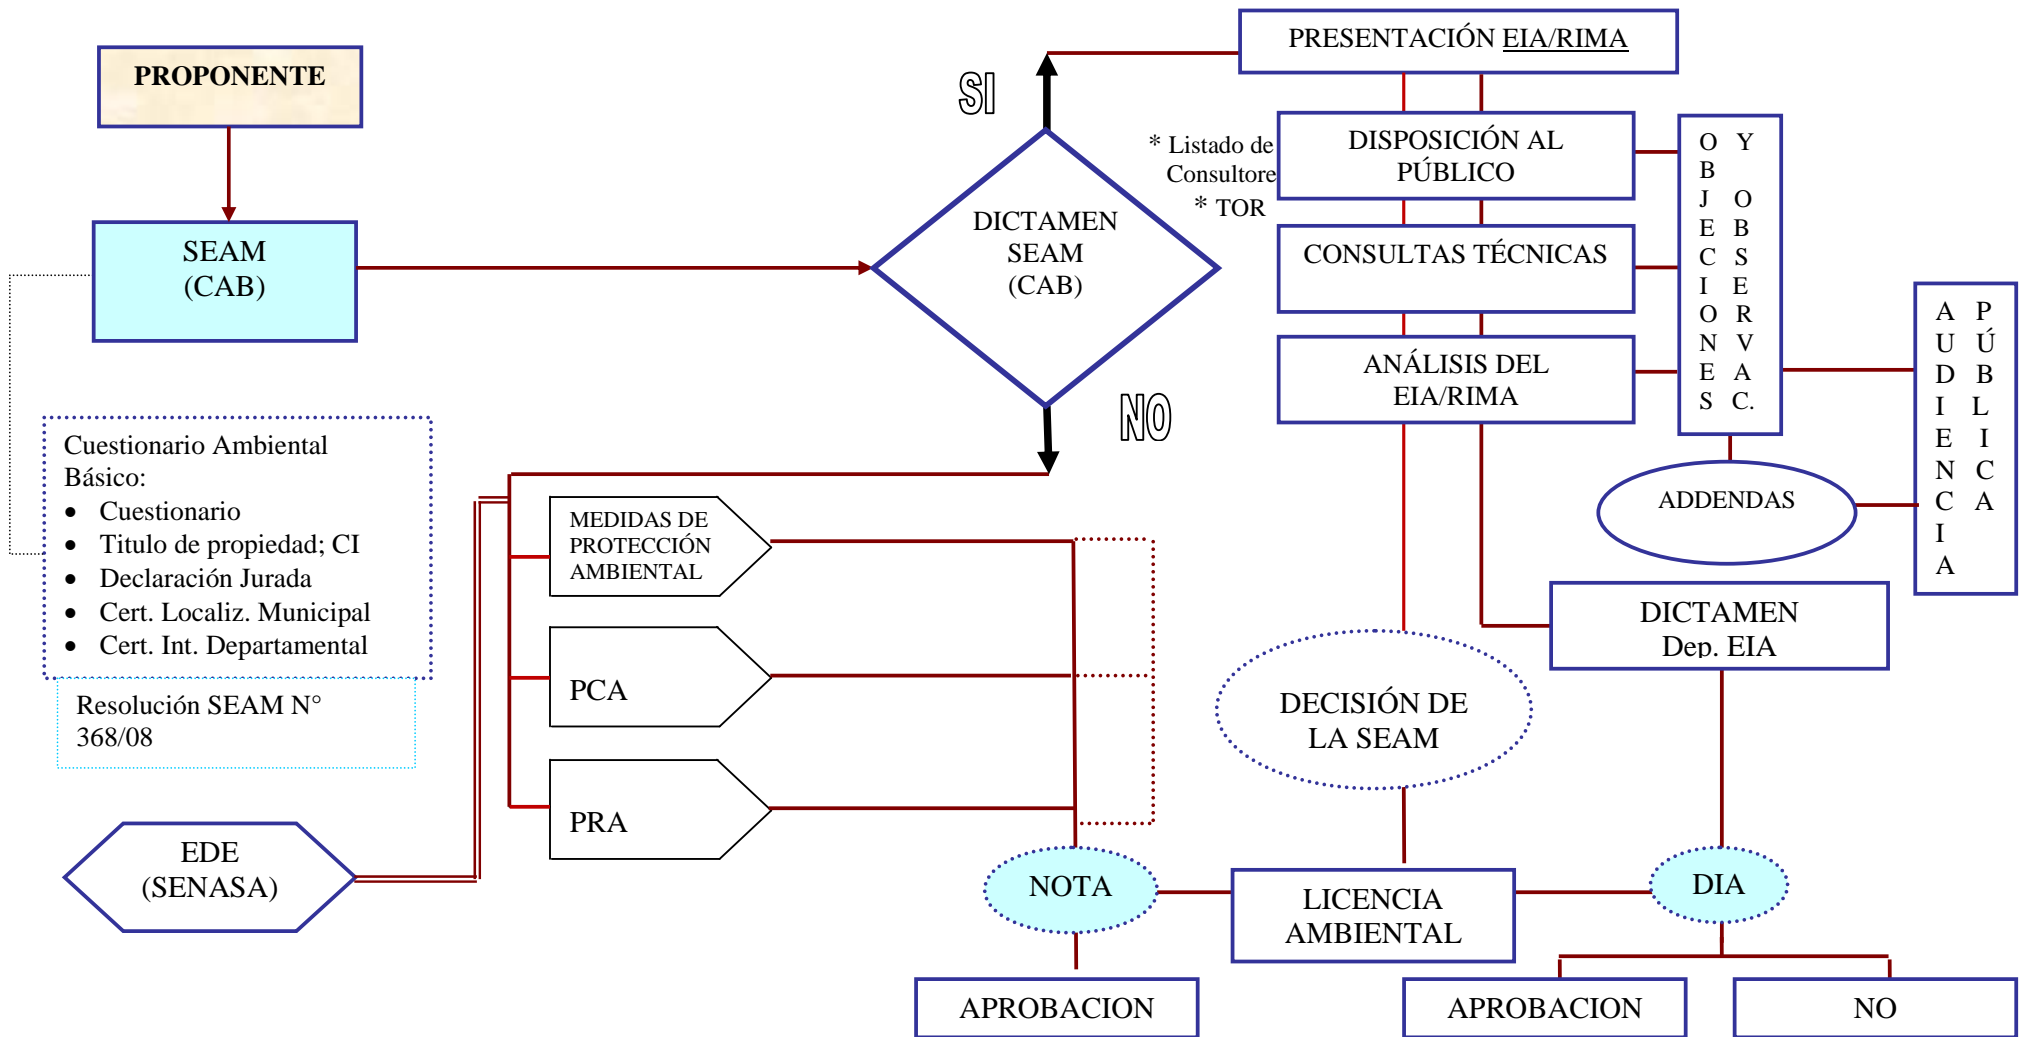 PROPONENTE
SEAM
(CAB)
Cuestionario Ambiental
Básico:
• Cuestionario
• Titulo de propiedad; CI
• Declaración Jurada
• Cert. Localiz. Municipal
• Cert. Int. Departamental
Resolución SEAM N°
368/08
EDE
(SENASA)
DICTAMEN
SEAM
(CAB)
SI
NO
* Listado de
Consultore
* TOR
PRESENTACIÓN EIA/RIMA
DISPOSICIÓN AL
PÚBLICO
CONSULTAS TÉCNICAS
ANÁLISIS DEL
EIA/RIMA
OBJECIONES
Y OBSERVAC.
AUDIENCIA
PÚBLICA
ADDENDAS
MEDIDAS DE
PROTECCIÓN
AMBIENTAL
PCA
PRA
DICTAMEN
Dep. EIA
DECISIÓN DE
LA SEAM
NOTA
LICENCIA
AMBIENTAL
DIA
APROBACION
APROBACION
NO